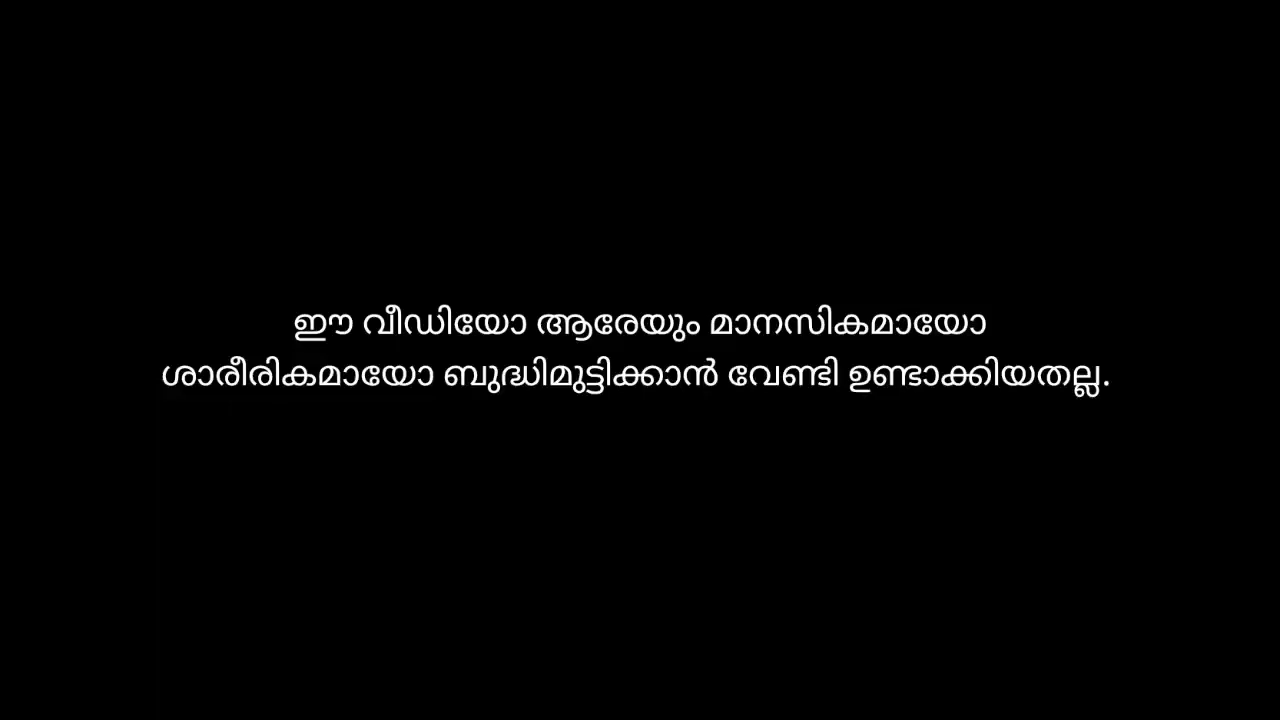 ഈ വീഡിയോ ആരേയും മാനസികമായോ
ശാരീരികമായോ ബുദ്ധിമുട്ടിക്കാൻ വേണ്ടി ഉണ്ടാക്കിയതല്ല.